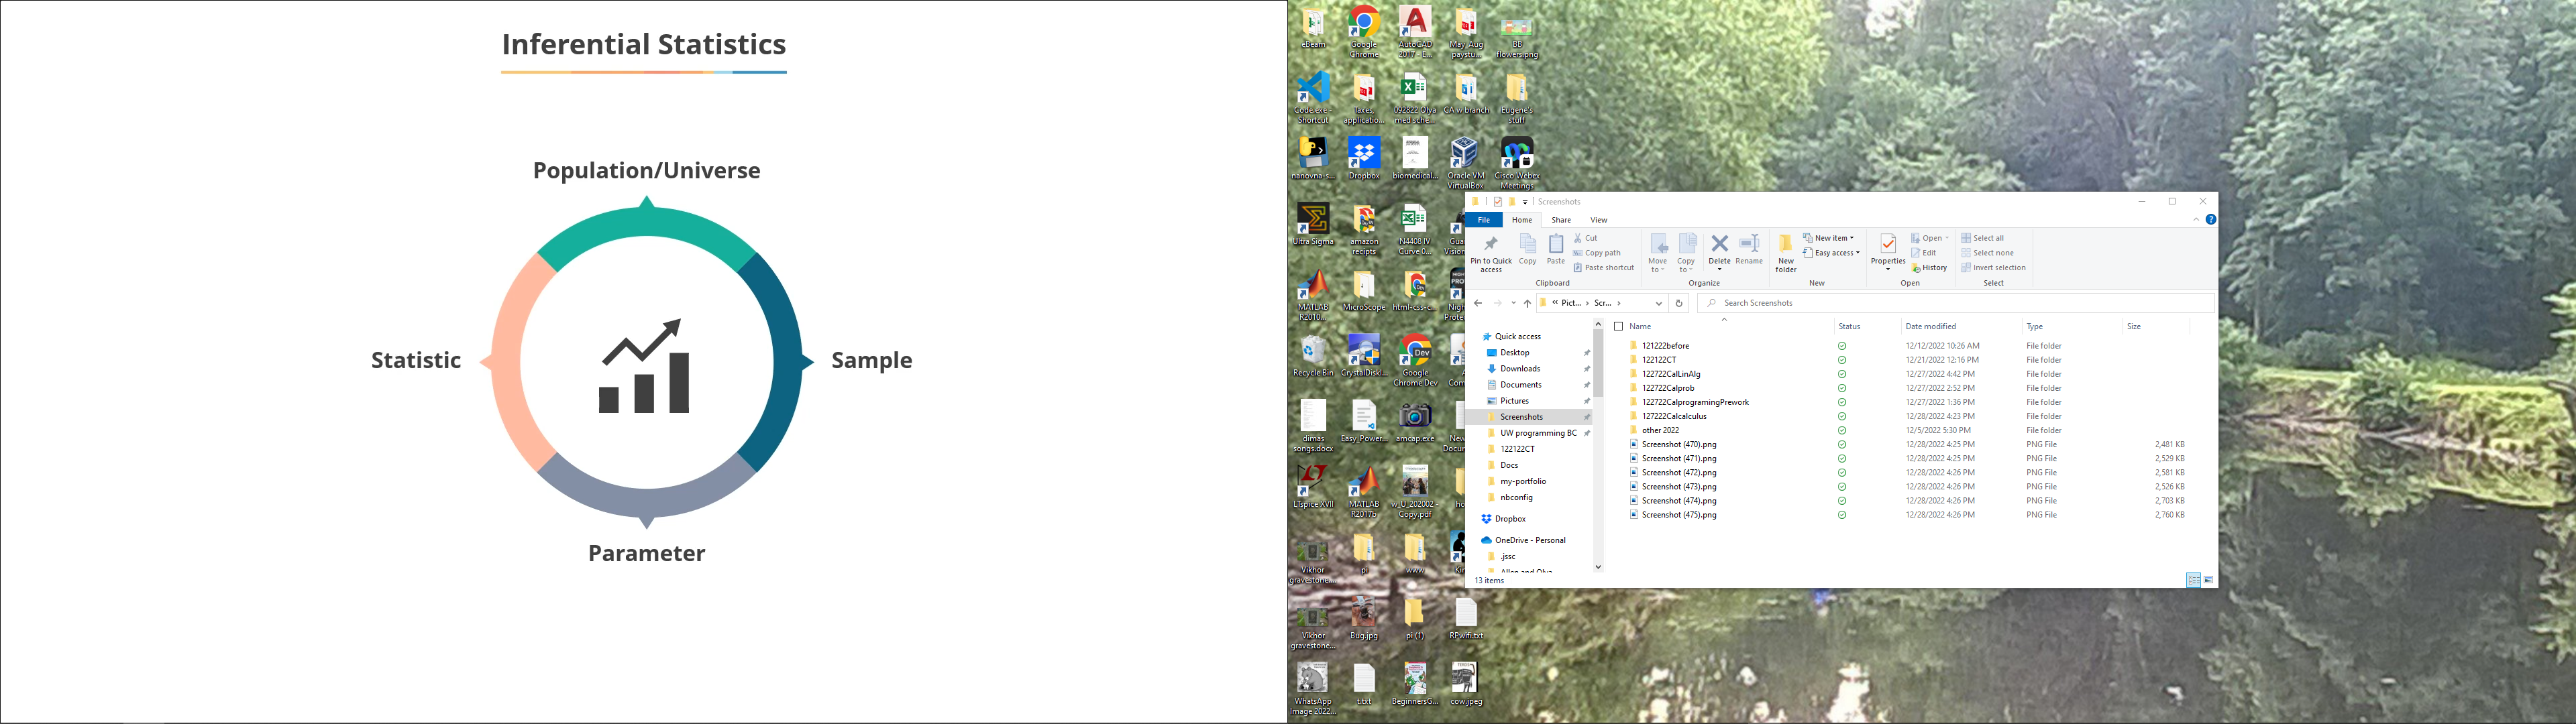 Inferential Statistics
Population/Universe
Statistic
Sample
Parameter
eBeam
Google
Chrome
AutoCAD
2017 - E...
May_Aug
paystu...
BB
flowers.png
Code.exe -
Shortcut
Taxes,
applicatio...
092822 Olya
med sche...
CA w branch
Eugene's
stuff
nanovna-s...
Dropbox
biomedical...
Oracle VM
VirtualBox
Cisco Webex
Meetings
Ultra Sigma
amazon
recipts
N4408 IV
Curve 0...
MATLAB
R2010...
MicroScope
html-css-c...
Recycle Bin
CrystalDiskI...
Google
Chrome Dev
dimas
songs.docx
Easy_Power...
amcap.exe
LTspice XVII
MATLAB
R2017b
w_U_202002 -
Copy.pdf
Vikhor
gravestone...
pi
www
Vikhor
gravestone...
Bug.jpg
pi (1)
RPwifi.txt
WhatsApp
Image 2022...
t.txt
BeginnersG...
cow.jpeg
Screenshots
File
Home
Share
View
Pin to Quick
access
Copy
Paste
Cut
Copy path
Paste shortcut
Clipboard
Move
to
Copy
to
Delete
Rename
Organize
New
folder
New item
Easy access
New
Properties
Open
Edit
History
Open
Select all
Select none
Invert selection
Select
« Pict... › Scr... ›
Search Screenshots
Quick access
Desktop
Downloads
Documents
Pictures
Screenshots
UW programming BC
122122CT
Docs
my-portfolio
nbconfig
Dropbox
OneDrive - Personal
.jssc
Allen and Olya
Name Status Date modified Type Size
121222before 12/12/2022 10:26 AM File folder
122122CT 12/21/2022 12:16 PM File folder
122722CalLinAlg 12/27/2022 4:42 PM File folder
122722Calprob 12/27/2022 2:52 PM File folder
122722CalprogramingPrework 12/27/2022 1:36 PM File folder
127222Calcalculus 12/28/2022 4:23 PM File folder
other 2022 12/5/2022 5:30 PM File folder
Screenshot (470).png 12/28/2022 4:25 PM PNG File 2,481 KB
Screenshot (471).png 12/28/2022 4:25 PM PNG File 2,529 KB
Screenshot (472).png 12/28/2022 4:26 PM PNG File 2,581 KB
Screenshot (473).png 12/28/2022 4:26 PM PNG File 2,526 KB
Screenshot (474).png 12/28/2022 4:26 PM PNG File 2,703 KB
Screenshot (475).png 12/28/2022 4:26 PM PNG File 2,760 KB
13 items